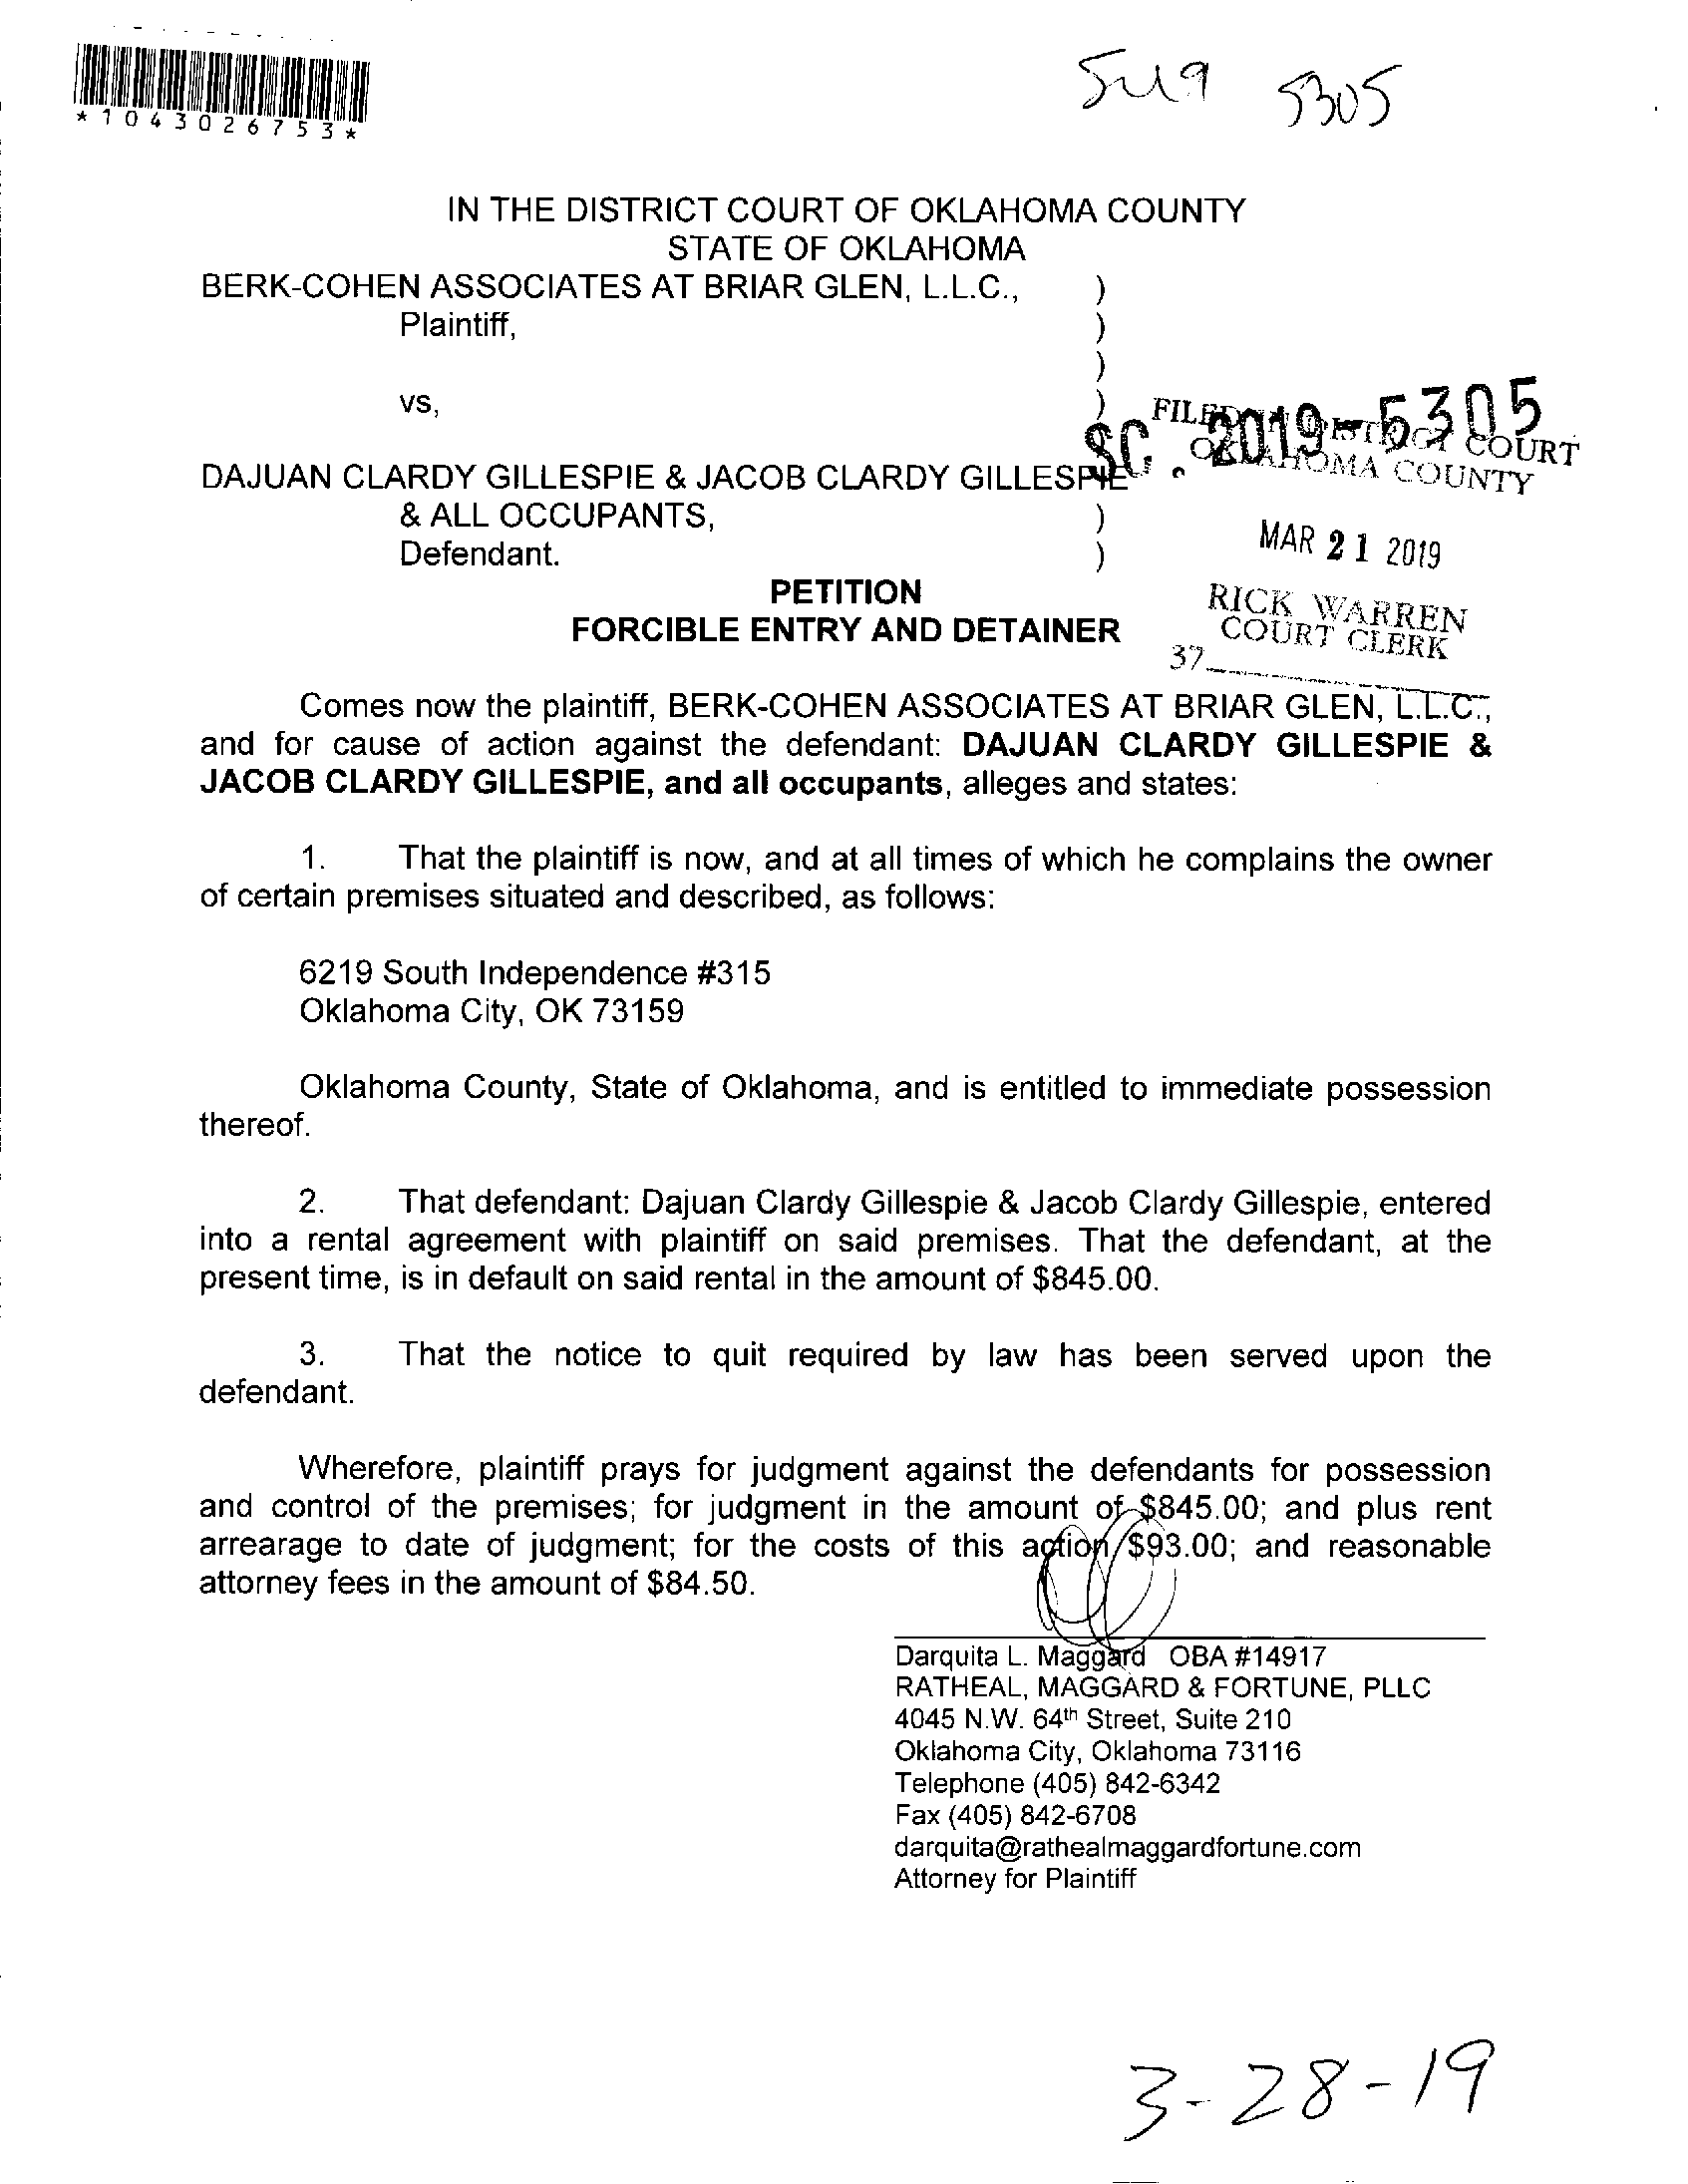 *1043026753*
5305
IN THE DISTRICT COURT OF OKLAHOMA COUNTY
STATE OF OKLAHOMA
BERK-COHEN ASSOCIATES AT BRIAR GLEN, L.L.C., )
Plaintiff, )
)
vs, )
FILED IN DISTRICT COURT
OKLAHOMA COUNTY
SC. 2019-5305
DAJUAN CLARDY GILLESPIE & JACOB CLARDY GILLESPIE
& ALL OCCUPANTS, )
Defendant. )
MAR 21 2019
PETITION
FORCIBLE ENTRY AND DETAINER
RICK WARREN
COURT CLERK
37
Comes now the plaintiff, BERK-COHEN ASSOCIATES AT BRIAR GLEN, L.L.C.,
and for cause of action against the defendant: DAJUAN CLARDY GILLESPIE &
JACOB CLARDY GILLESPIE, and all occupants, alleges and states:
1. That the plaintiff is now, and at all times of which he complains the owner
of certain premises situated and described, as follows:
6219 South Independence #315
Oklahoma City, OK 73159
Oklahoma County, State of Oklahoma, and is entitled to immediate possession
thereof.
2. That defendant: Dajuan Clardy Gillespie & Jacob Clardy Gillespie, entered
into a rental agreement with plaintiff on said premises. That the defendant, at the
present time, is in default on said rental in the amount of $845.00.
3. That the notice to quit required by law has been served upon the
defendant.
Wherefore, plaintiff prays for judgment against the defendants for possession
and control of the premises; for judgment in the amount of $845.00; and plus rent
arrearage to date of judgment; for the costs of this action $93.00; and reasonable
attorney fees in the amount of $84.50.
Darquita L. Maggard OBA #14917
RATHEAL, MAGGARD & FORTUNE, PLLC
4045 N.W. 64th Street, Suite 210
Oklahoma City, Oklahoma 73116
Telephone (405) 842-6342
Fax (405) 842-6708
darquita@rathealmaggardfortune.com
Attorney for Plaintiff
3-28-19